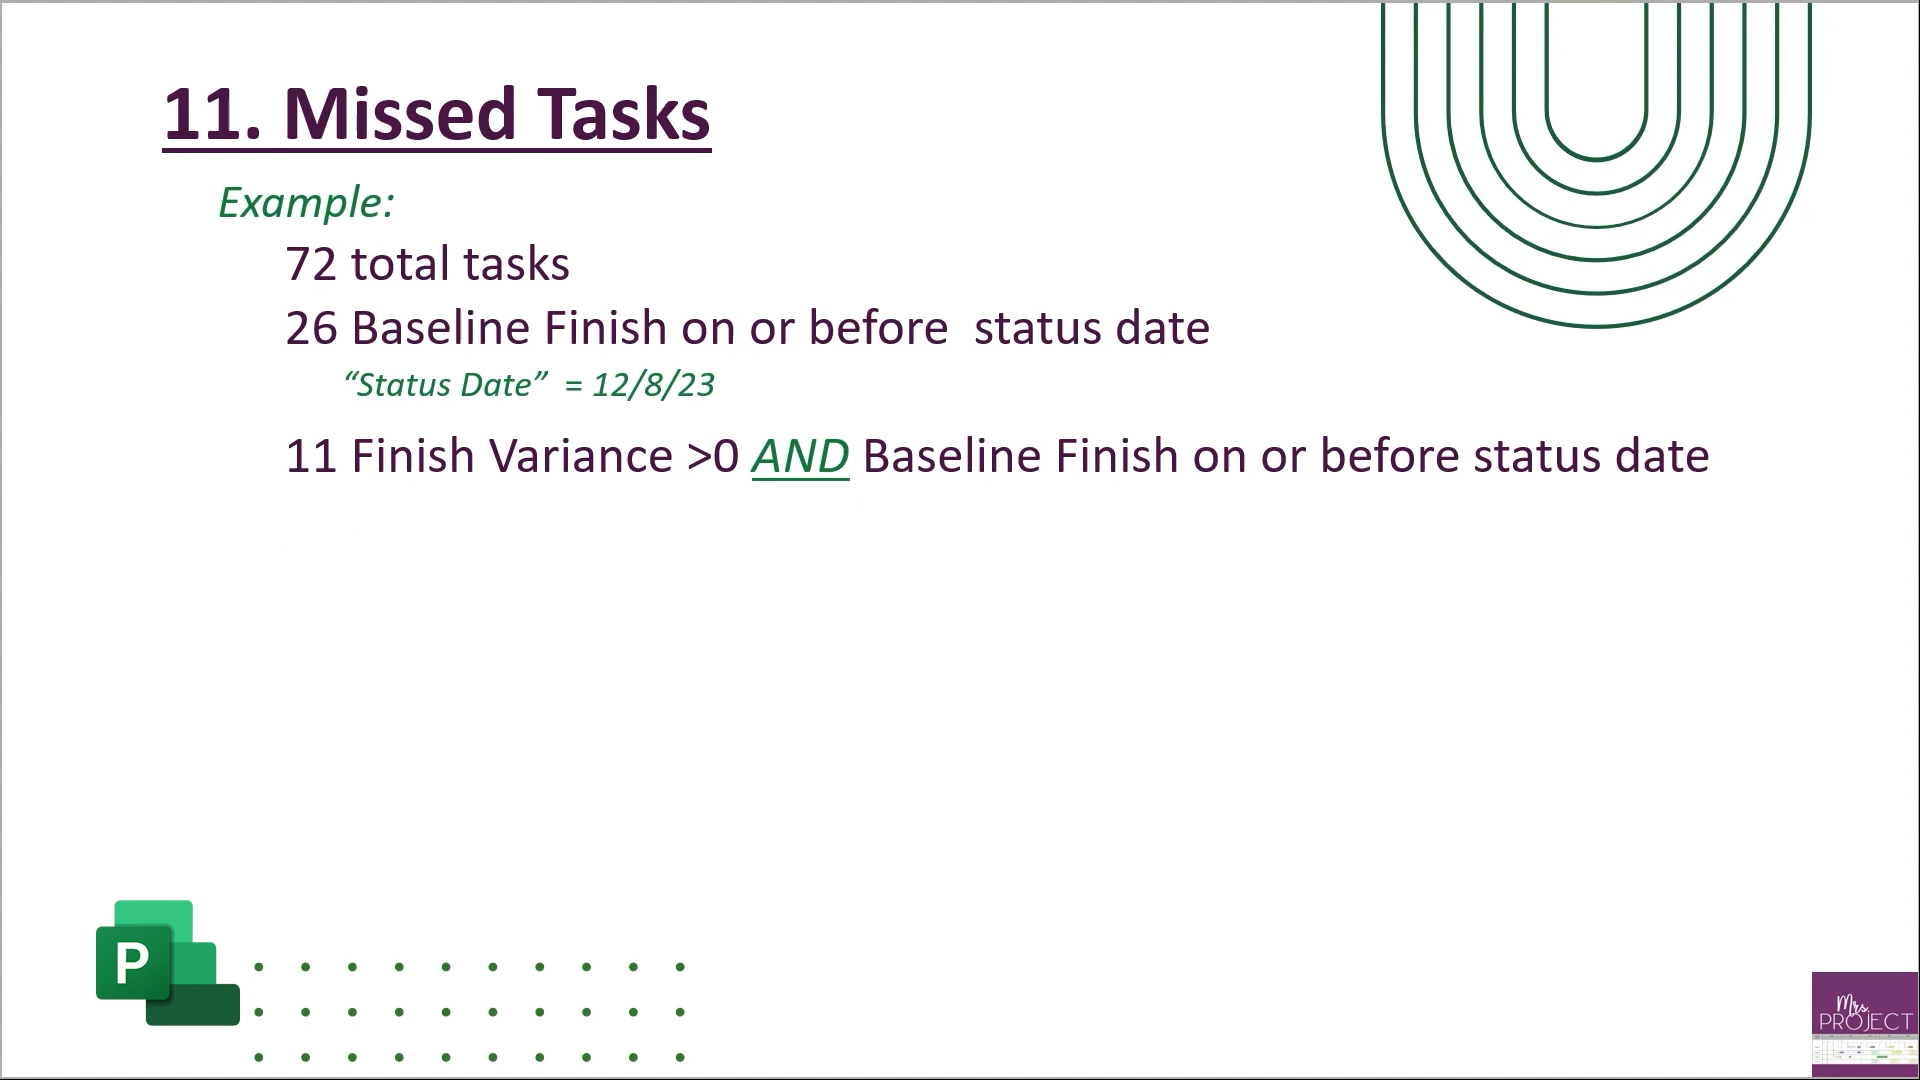 11. Missed Tasks
Example:
72 total tasks
26 Baseline Finish on or before  status date
“Status Date”  = 12/8/23
11 Finish Variance >0 AND Baseline Finish on or before status date
P
Mrs.
PROJECT